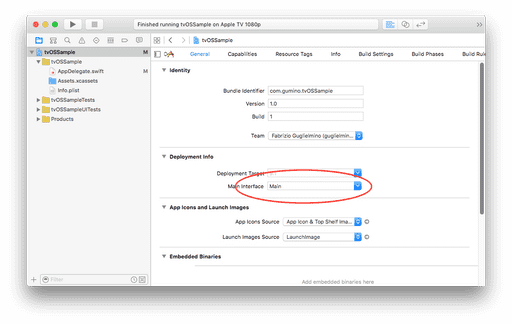 Finished running tvOSSample on Apple TV 1080p
tvOSSample
tvOSSample M
General Capabilities Resource Tags Info Build Settings Build Phases Build Rule
tvOSSample
AppDelegate.swift M
Assets.xcassets
Info.plist
tvOSSampleTests
tvOSSampleUITests
Products
Identity
Bundle Identifier com.gumino.tvOSSample
Version 1.0
Build 1
Team Fabrizio Guglielmino (guglielmin...
Deployment Info
Deployment Target
Main Interface Main
App Icons and Launch Images
App Icons Source App Icon & Top Shelf Ima...
Launch Images Source LaunchImage
Embedded Binaries
Add embedded binaries here
Filter